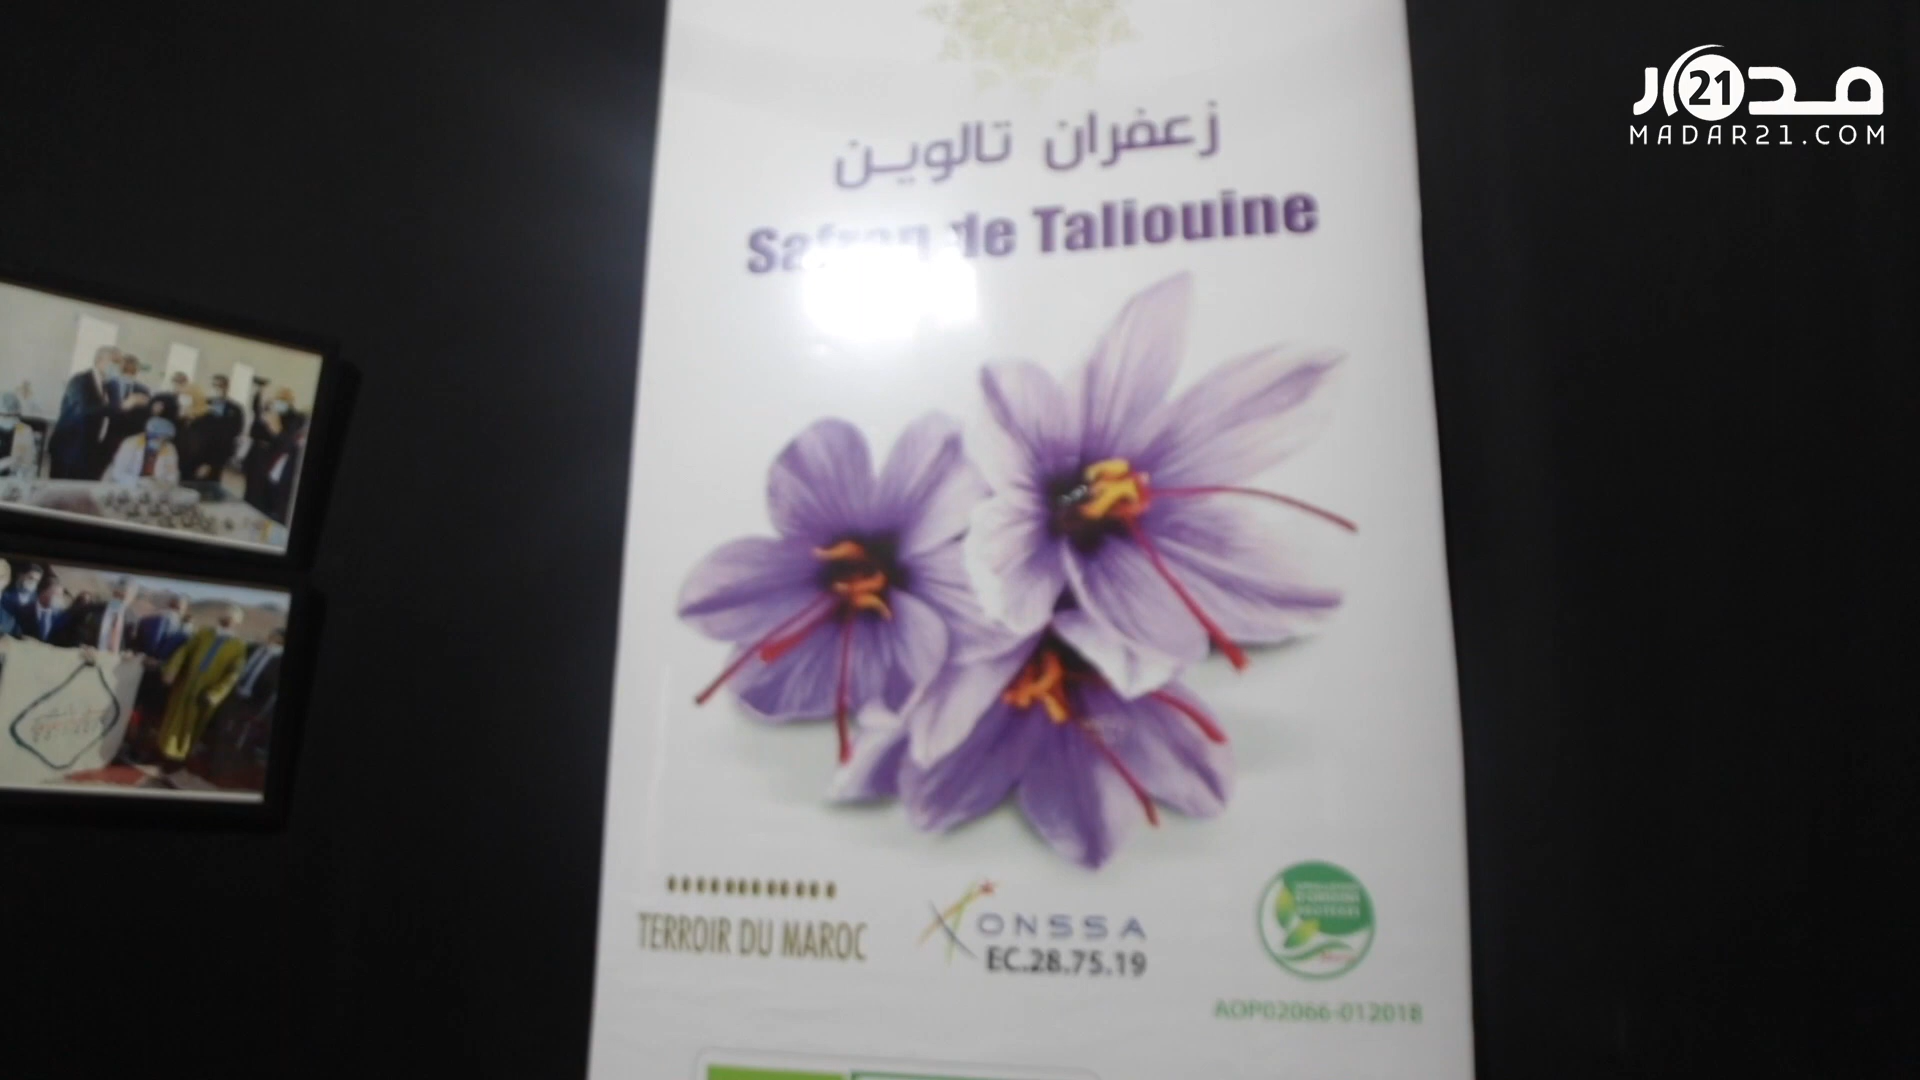 مدار 21
MADAR21.COM
زعفران تالوين
Safran de Taliouine
TERROIR DU MAROC
ONSSA
EC.28.75.19
AOP02066-012018